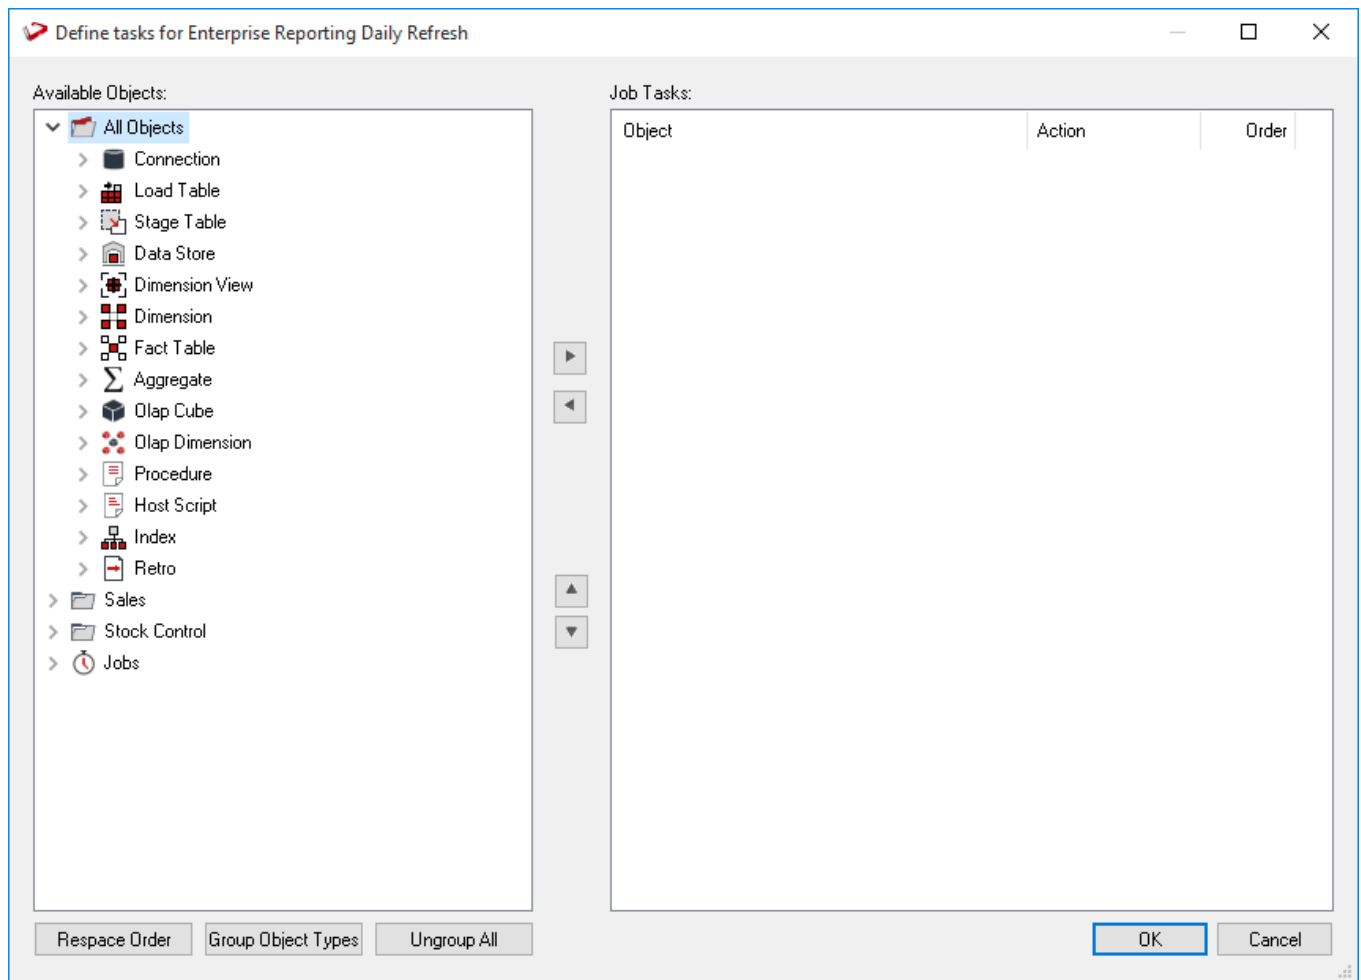 Define tasks for Enterprise Reporting Daily Refresh
Available Objects:
All Objects
Connection
Load Table
Stage Table
Data Store
Dimension View
Dimension
Fact Table
Aggregate
Olap Cube
Olap Dimension
Procedure
Host Script
Index
Retro
Sales
Stock Control
Jobs
Job Tasks:
Object Action Order
Respace Order Group Object Types Ungroup All OK Cancel